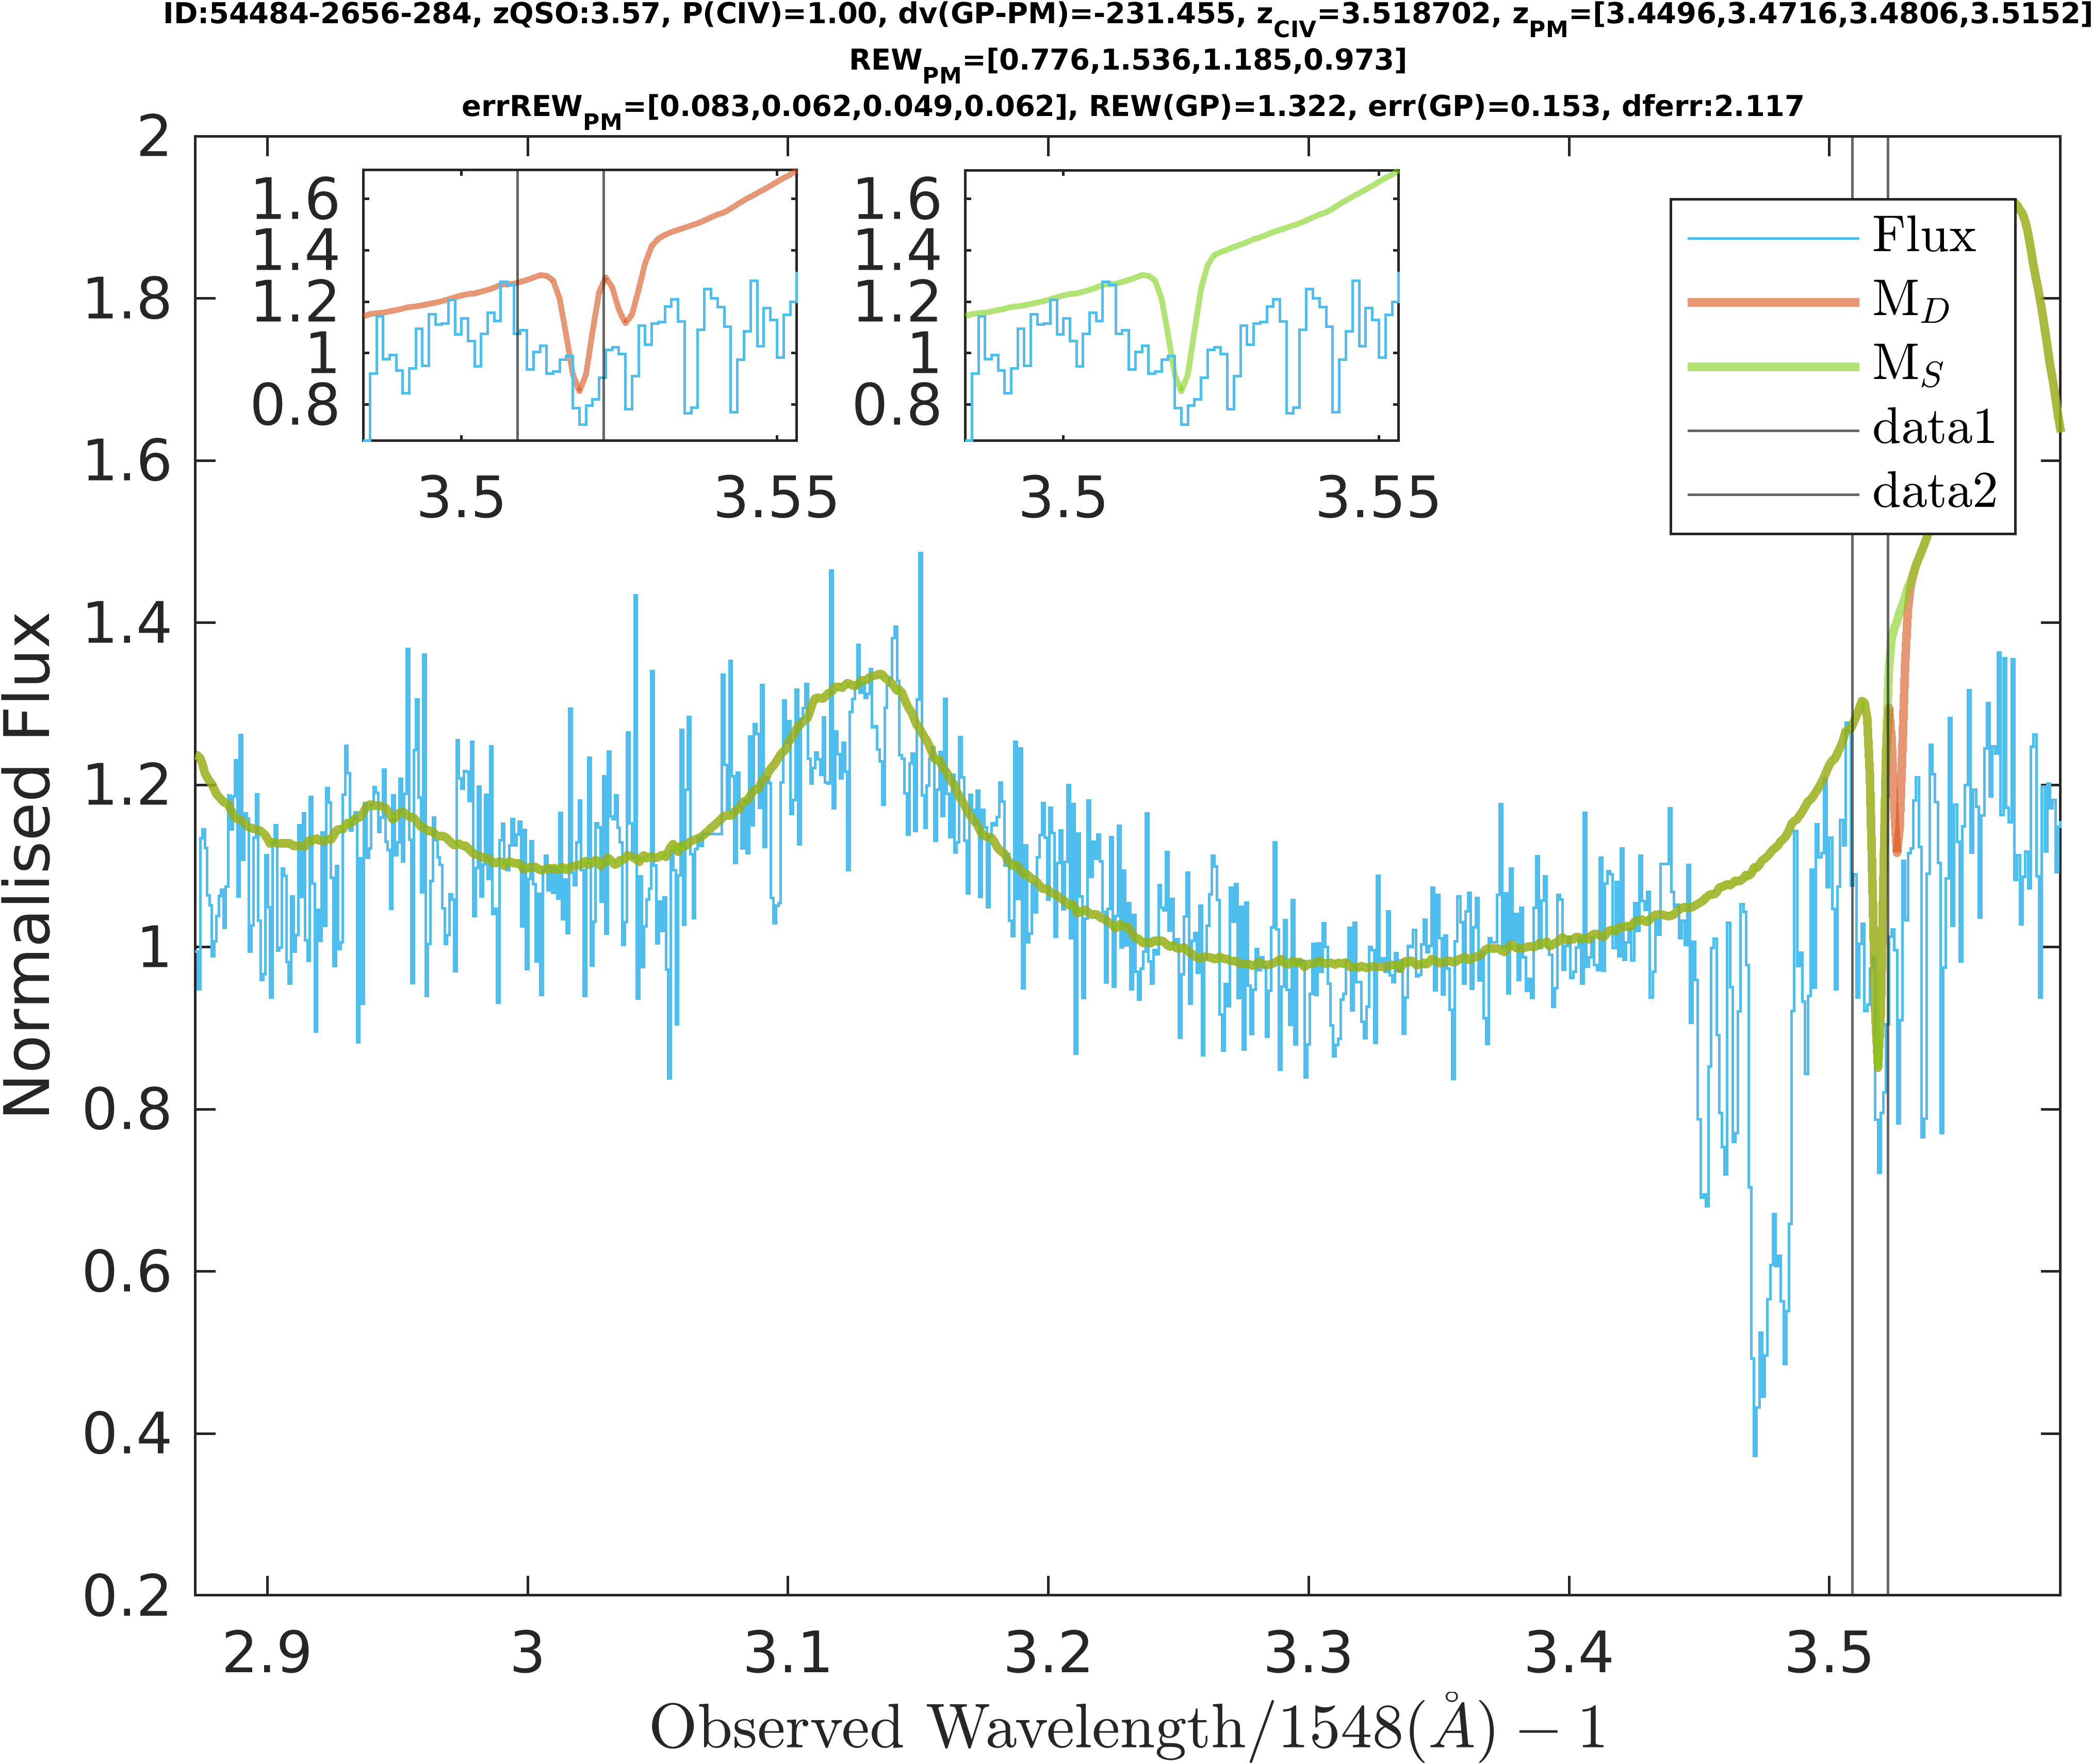 ID:54484-2656-284, zQSO:3.57, P(CIV)=1.00, dv(GP-PM)=-231.455, z_CIV=3.518702, z_PM=[3.4496,3.4716,3.4806,3.5152]
REW_PM=[0.776,1.536,1.185,0.973]
errREW_PM=[0.083,0.062,0.049,0.062], REW(GP)=1.322, err(GP)=0.153, dferr:2.117
2
1.8
1.6
1.4
1.2
1
0.8
0.6
0.4
0.2
Normalised Flux
1.6
1.4
1.2
1
0.8
3.5 3.55
1.6
1.4
1.2
1
0.8
3.5 3.55
Flux
M_D
M_S
data1
data2
2.9 3 3.1 3.2 3.3 3.4 3.5
Observed Wavelength/1548(Å) − 1